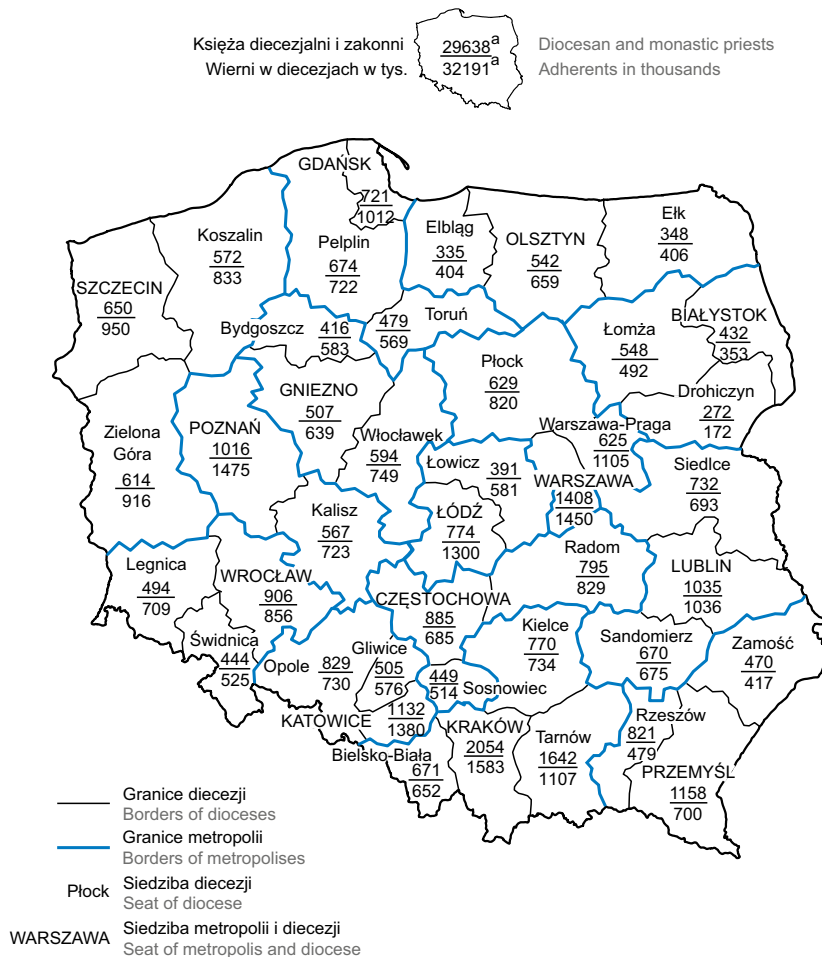 Księża diecezjalni i zakonni
29638a
Diocesan and monastic priests
Wierni w diecezjach w tys.
32191a
Adherents in thousands
GDAŃSK
721
1012
Koszalin
572
833
Pelplin
674
722
Elbląg
335
404
OLSZTYN
542
659
Ełk
348
406
SZCZECIN
650
950
Bydgoszcz
416
583
479
569
Toruń
Łomża
548
492
BIAŁYSTOK
432
353
Płock
629
820
Drohiczyn
272
172
GNIEZNO
507
639
Zielona
Góra
614
916
POZNAŃ
1016
1475
Włocławek
594
749
Warszawa-Praga
625
1105
Łowicz
391
581
WARSZAWA
1408
1450
Siedlce
732
693
Kalisz
567
723
ŁÓDŹ
774
1300
Radom
795
829
LUBLIN
1035
1036
Legnica
494
709
WROCŁAW
906
856
CZĘSTOCHOWA
885
685
Kielce
770
734
Sandomierz
670
675
Zamość
470
417
Świdnica
444
525
Opole
829
730
Gliwice
505
576
449
514
Sosnowiec
KATOWICE
1132
1380
KRAKÓW
2054
1583
Tarnów
1642
1107
Rzeszów
821
479
Bielsko-Biała
671
652
PRZEMYŚL
1158
700
Granice diecezji
Borders of dioceses
Granice metropolii
Borders of metropolises
Płock
Siedziba diecezji
Seat of diocese
WARSZAWA
Siedziba metropolii i diecezji
Seat of metropolis and diocese